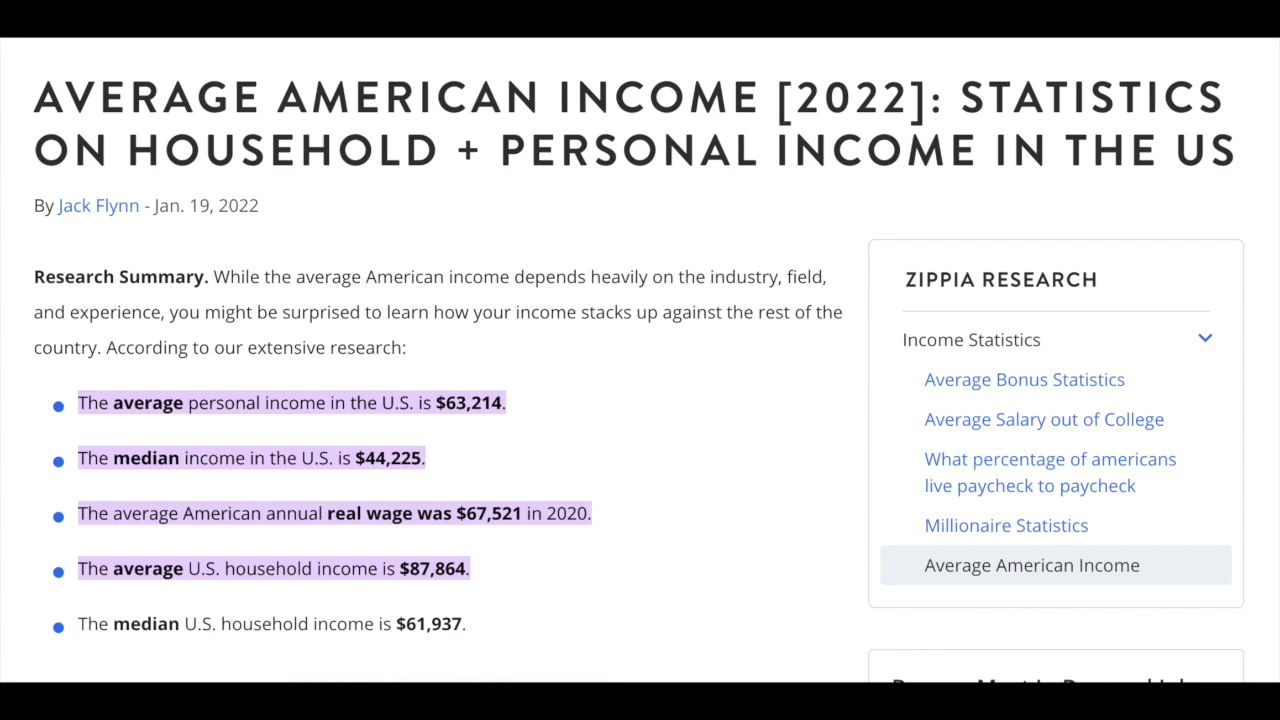 AVERAGE AMERICAN INCOME [2022]: STATISTICS
ON HOUSEHOLD + PERSONAL INCOME IN THE US
By Jack Flynn - Jan. 19, 2022
Research Summary. While the average American income depends heavily on the industry, field,
and experience, you might be surprised to learn how your income stacks up against the rest of the
country. According to our extensive research:
The average personal income in the U.S. is $63,214.
The median income in the U.S. is $44,225.
The average American annual real wage was $67,521 in 2020.
The average U.S. household income is $87,864.
The median U.S. household income is $61,937.
ZIPPIA RESEARCH
Income Statistics
Average Bonus Statistics
Average Salary out of College
What percentage of americans
live paycheck to paycheck
Millionaire Statistics
Average American Income